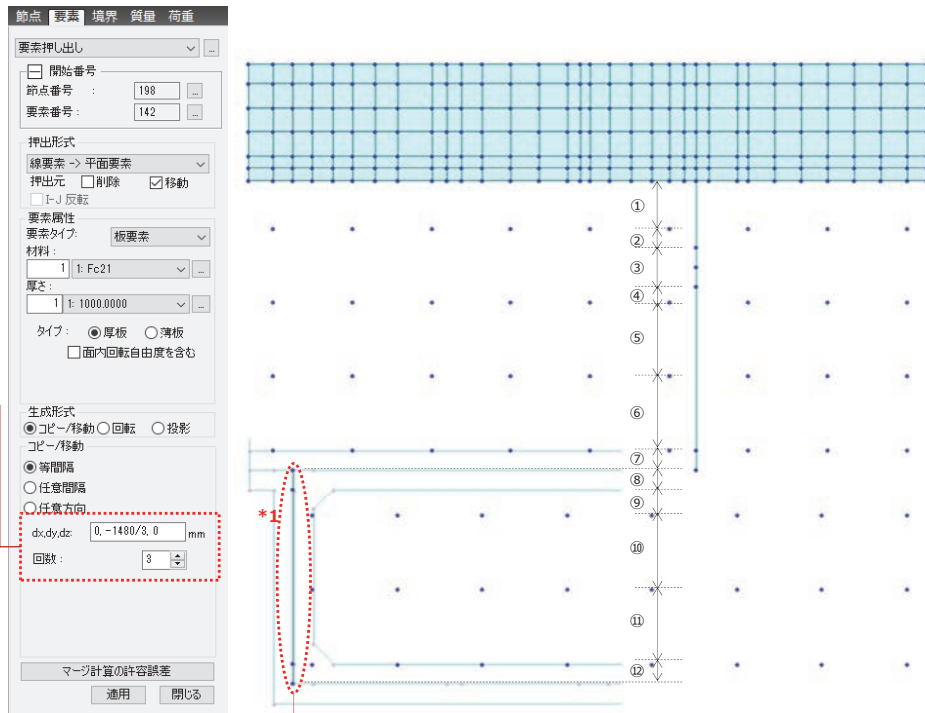 節点 要素 境界 質量 荷重
要素押し出し
...
開始番号
節点番号 : 198 ...
要素番号 : 142 ...
押出形式
線要素 -> 平面要素
押出元 削除 移動
I-J 反転
要素属性
要素タイプ: 板要素
材料 :
1 1: Fc21 ...
厚さ :
1 1: 1000.0000 ...
タイプ : 厚板 薄板
面内回転自由度を含む
生成形式
コピー/移動 回転 投影
コピー/移動
等間隔
任意間隔
任意方向
dx,dy,dz: 0, -1480/3, 0 mm
回数 : 3
マージ計算の許容誤差
適用 閉じる
①
②
③
④
⑤
⑥
⑦
⑧
⑨
⑩
⑪
⑫
*1